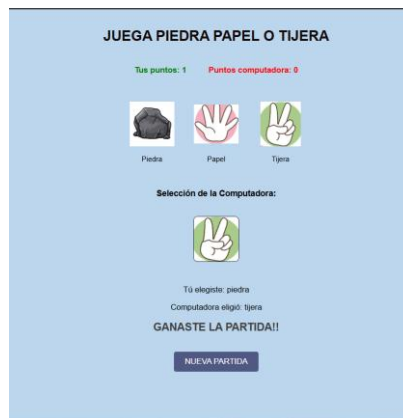 JUEGA PIEDRA PAPEL O TIJERA
Tus puntos: 1 Puntos computadora: 0
Piedra Papel Tijera
Selección de la Computadora:
Tú elegiste: piedra
Computadora eligió: tijera
GANASTE LA PARTIDA!!
NUEVA PARTIDA